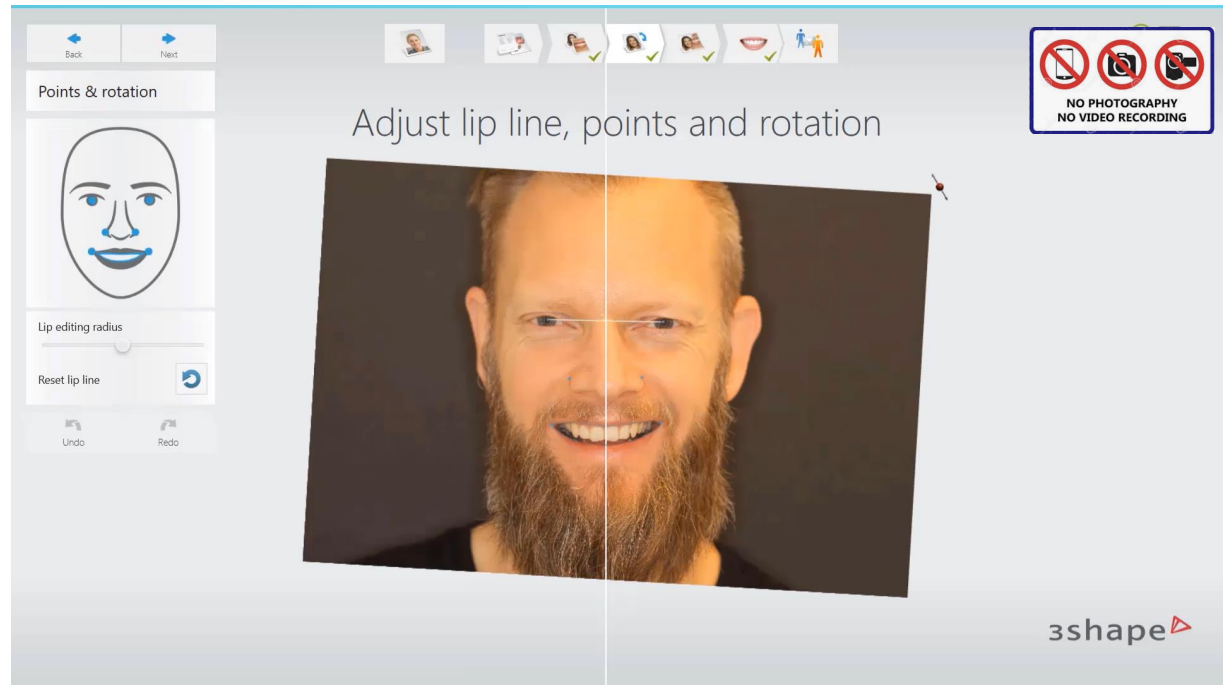 Back
Next
Points & rotation
Adjust lip line, points and rotation
NO PHOTOGRAPHY
NO VIDEO RECORDING
Lip editing radius
Reset lip line
Undo
Redo
3shape